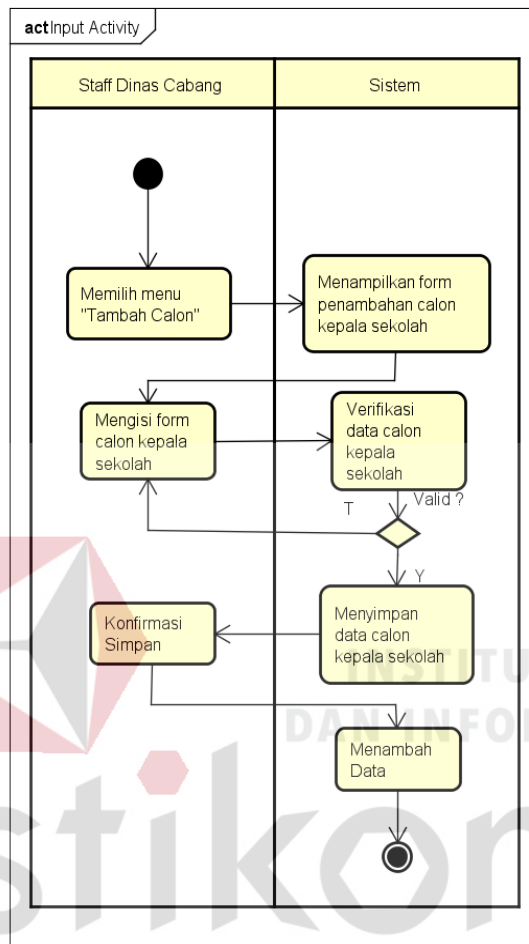 act Input Activity
Staff Dinas Cabang
Sistem
Memilih menu
"Tambah Calon"
Menampilkan form
penambahan calon
kepala sekolah
Mengisi form
calon kepala
sekolah
Verifikasi
data calon
kepala
sekolah
Valid ?
T
Y
Menyimpan
data calon
kepala sekolah
Konfirmasi
Simpan
Menambah
Data
INSTITU
DAN INFO
stikom